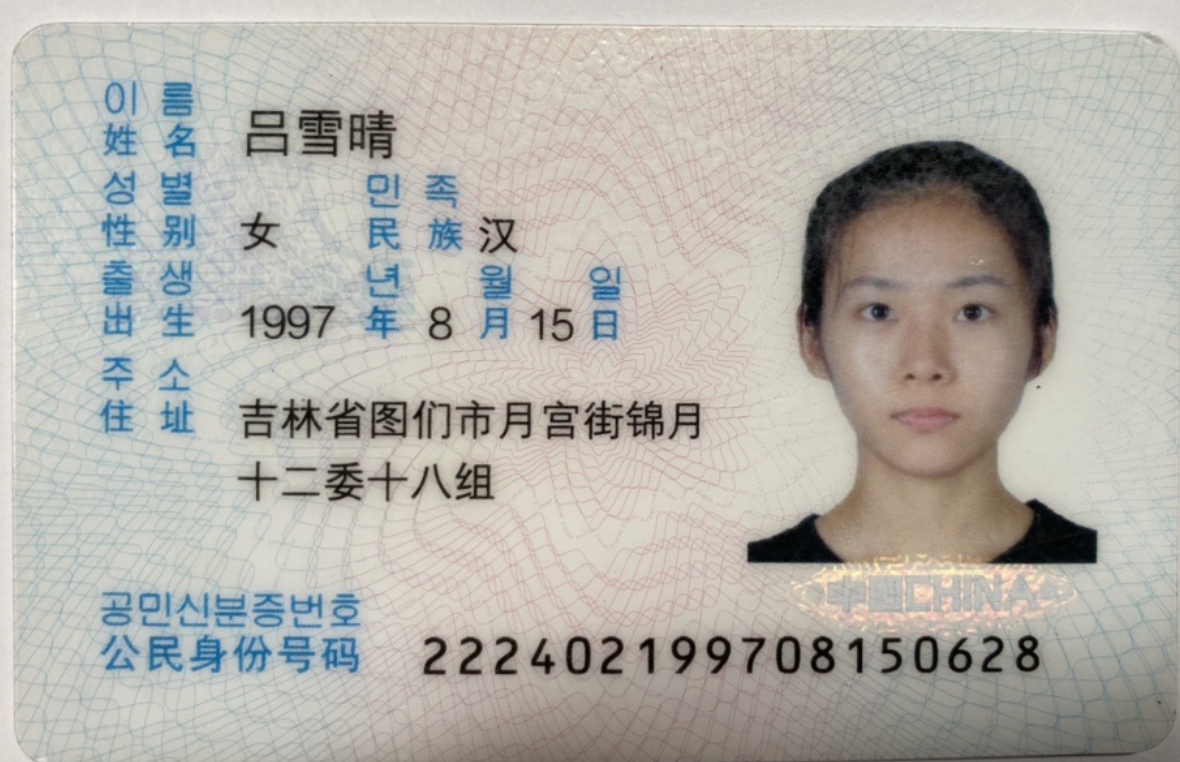 이 름
姓 名 吕雪晴
성 별 민 족
性 别 女 民 族 汉
출 생 년 월 일
出 生 1997 年 8 月 15 日
주 소
住 址 吉林省图们市月宫街锦月
十二委十八组
공민신분증번호
公民身份号码 222402199708150628
中国CHINA